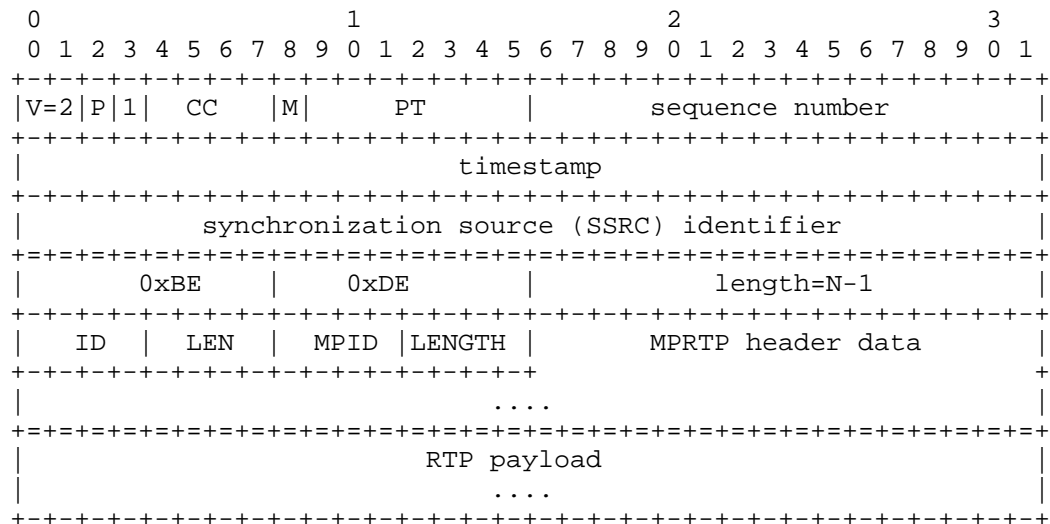 0                   1                   2                   3
 0 1 2 3 4 5 6 7 8 9 0 1 2 3 4 5 6 7 8 9 0 1 2 3 4 5 6 7 8 9 0 1
+-+-+-+-+-+-+-+-+-+-+-+-+-+-+-+-+-+-+-+-+-+-+-+-+-+-+-+-+-+-+-+-+
|V=2|P|1|  CC   |M|     PT      |       sequence number         |
+-+-+-+-+-+-+-+-+-+-+-+-+-+-+-+-+-+-+-+-+-+-+-+-+-+-+-+-+-+-+-+-+
|                           timestamp                           |
+-+-+-+-+-+-+-+-+-+-+-+-+-+-+-+-+-+-+-+-+-+-+-+-+-+-+-+-+-+-+-+-+
|           synchronization source (SSRC) identifier            |
+=+=+=+=+=+=+=+=+=+=+=+=+=+=+=+=+=+=+=+=+=+=+=+=+=+=+=+=+=+=+=+=+
|       0xBE    |    0xDE       |           length=N-1          |
+-+-+-+-+-+-+-+-+-+-+-+-+-+-+-+-+-+-+-+-+-+-+-+-+-+-+-+-+-+-+-+-+
|   ID  |  LEN  |  MPID |LENGTH |       MPRTP header data       |
+-+-+-+-+-+-+-+-+-+-+-+-+-+-+-+-+                               +
|                             ....                              |
+=+=+=+=+=+=+=+=+=+=+=+=+=+=+=+=+=+=+=+=+=+=+=+=+=+=+=+=+=+=+=+=+
|                         RTP payload                           |
|                             ....                              |
+-+-+-+-+-+-+-+-+-+-+-+-+-+-+-+-+-+-+-+-+-+-+-+-+-+-+-+-+-+-+-+-+